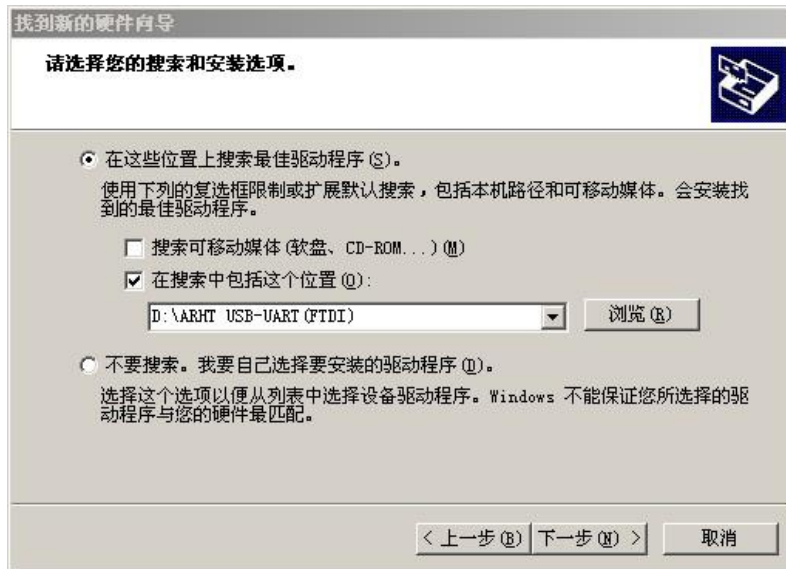 找到新的硬件向导
请选择您的搜索和安装选项。
在这些位置上搜索最佳驱动程序(S)。
使用下列的复选框限制或扩展默认搜索，包括本机路径和可移动媒体。会安装找
到的最佳驱动程序。
搜索可移动媒体(软盘、CD-ROM...)(M)
在搜索中包括这个位置(O):
D:\ARHT USB-UART(FTDI)
浏览(R)
不要搜索。我要自己选择要安装的驱动程序(D)。
选择这个选项以便从列表中选择设备驱动程序。Windows 不能保证您所选择的驱
动程序与您的硬件最匹配。
< 上一步(B) 下一步(N) > 取消